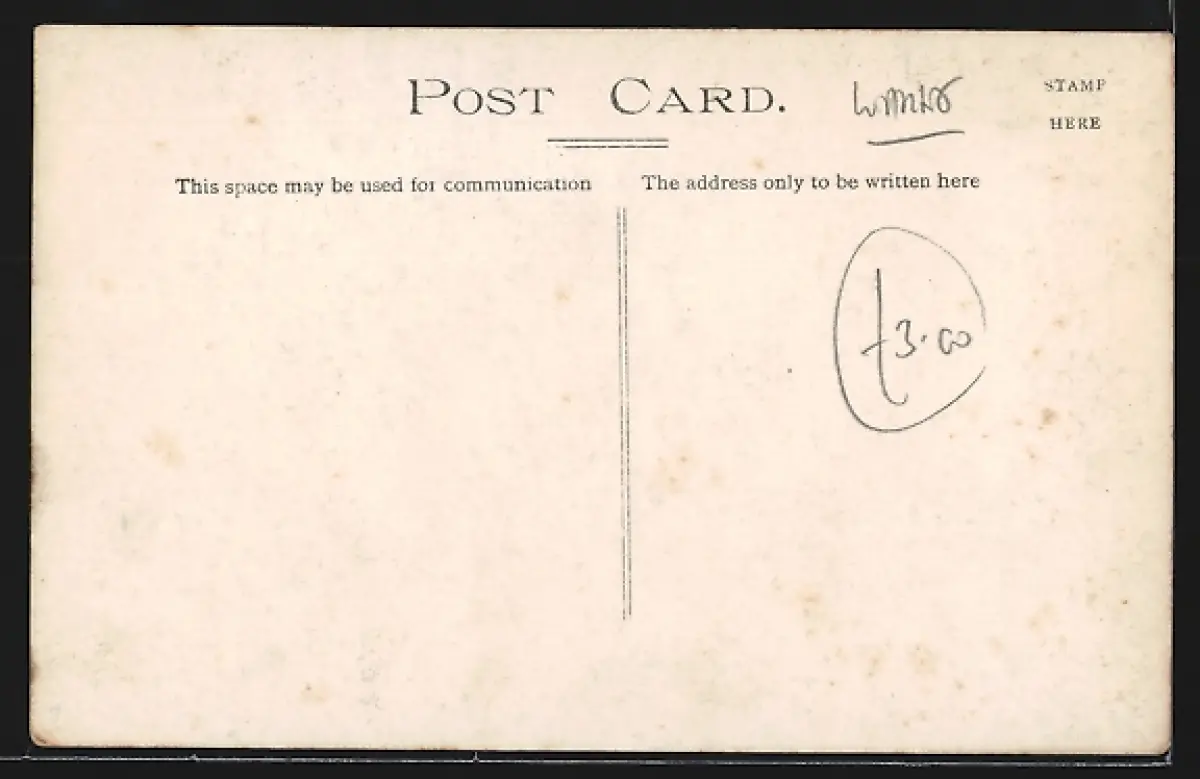 POST CARD.
STAMP
HERE
This space may be used for communication
The address only to be written here
£3.00